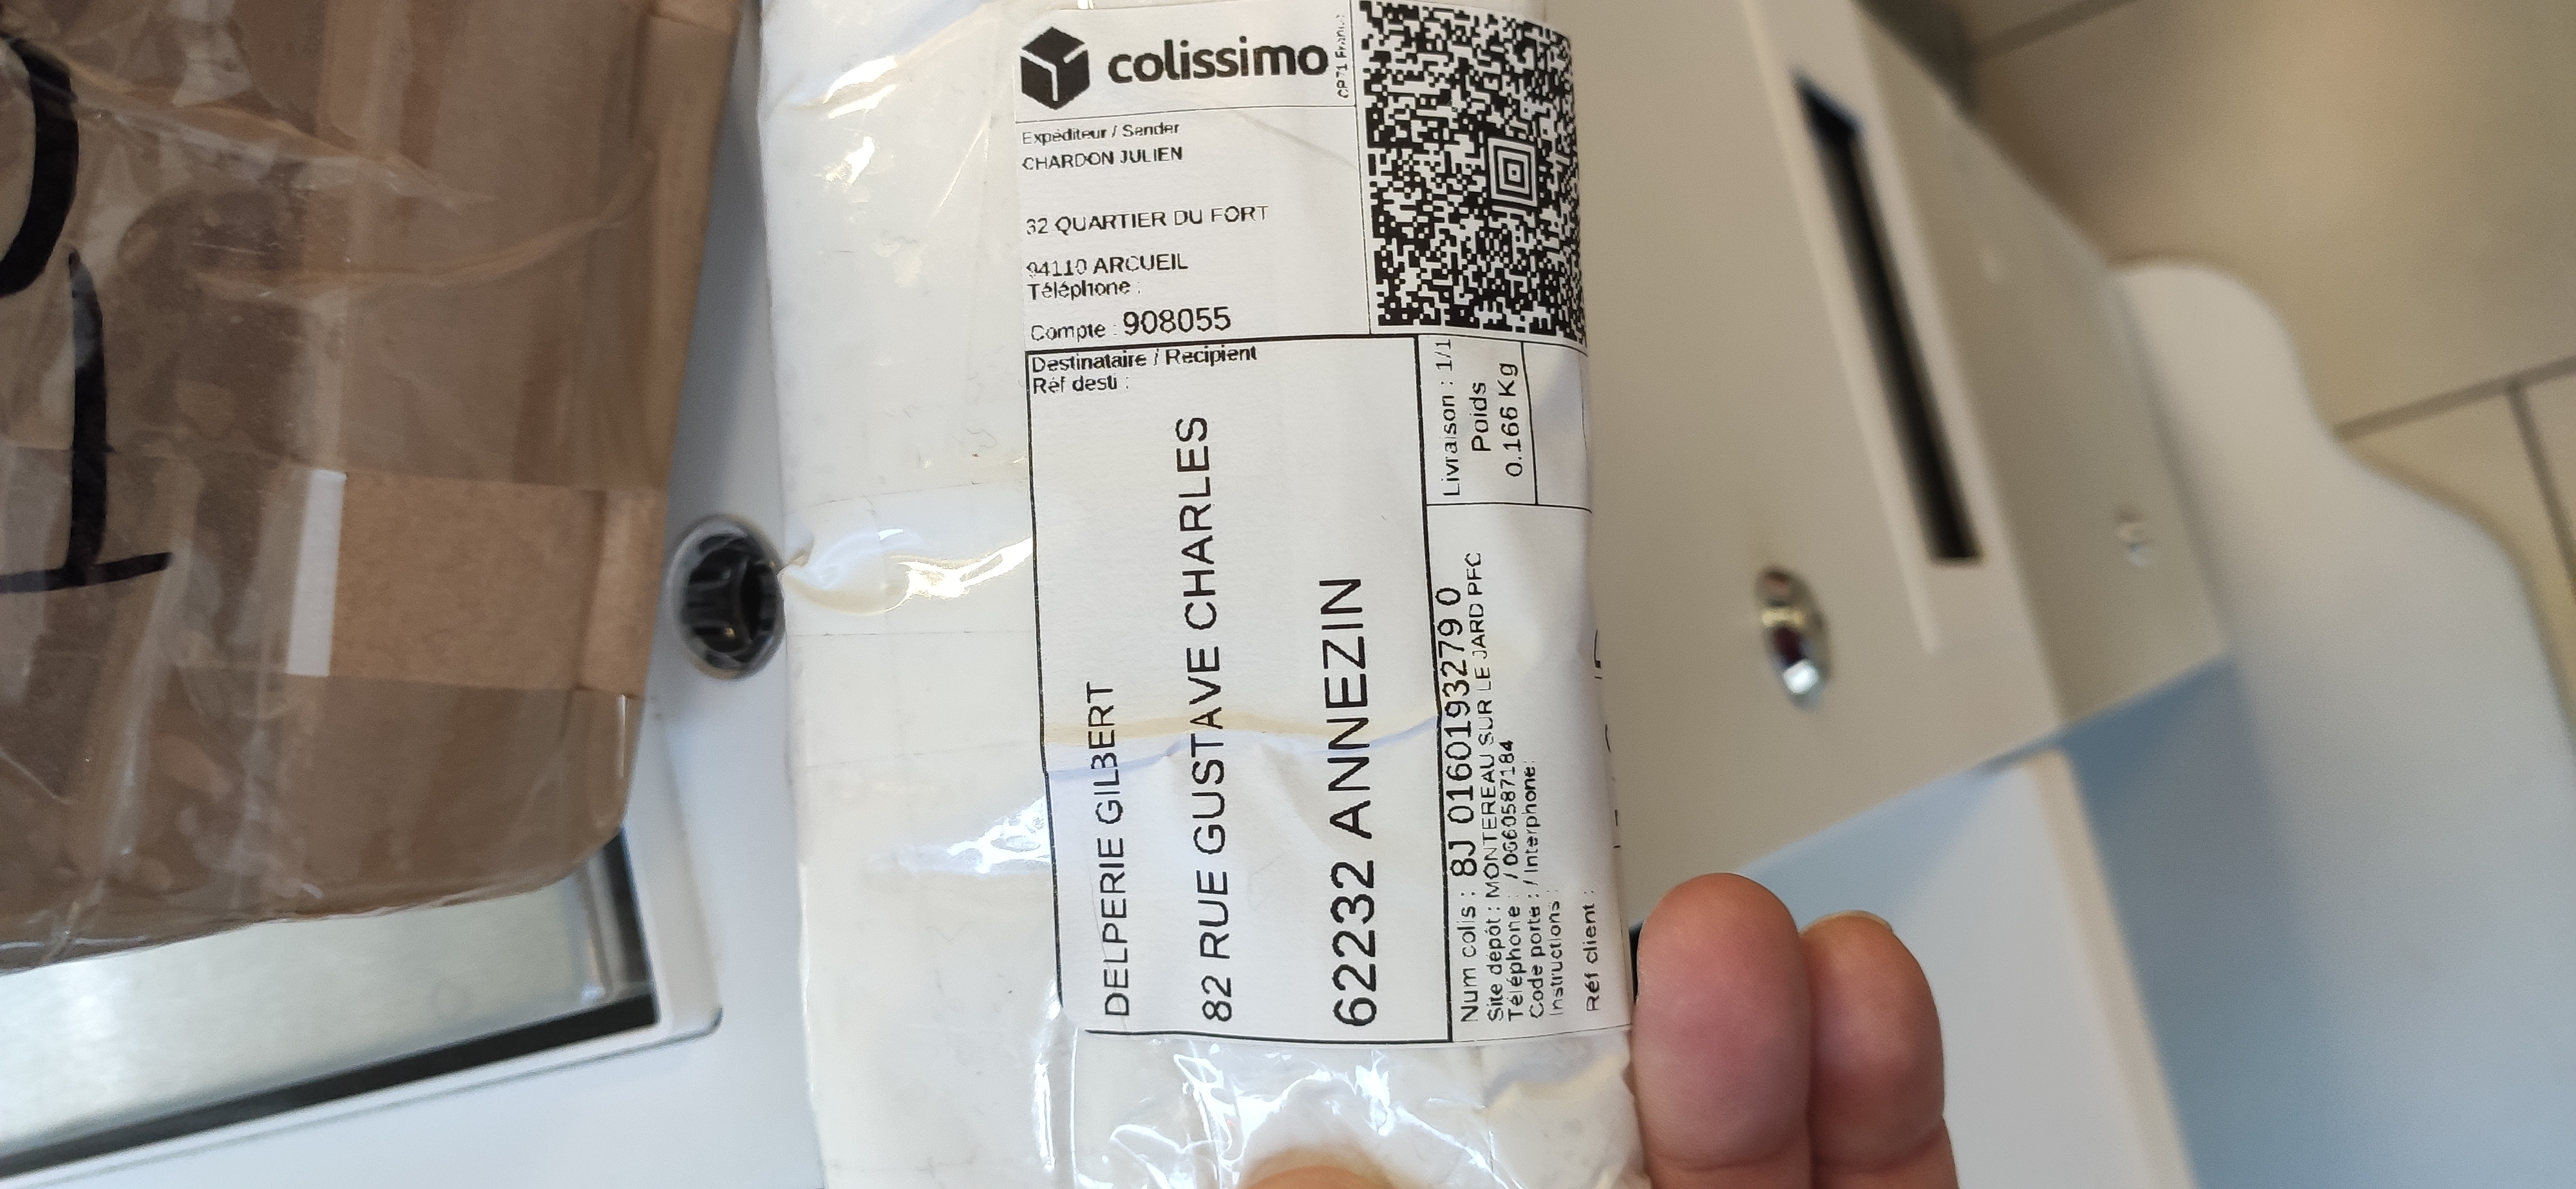 colissimo
Expéditeur / Sender
CHARDON JULIEN
32 QUARTIER DU FORT
94110 ARCUEIL
Téléphone :
Compte : 908055
Destinataire / Recipient
Réf desti :
DELPERIE GILBERT
82 RUE GUSTAVE CHARLES
62232 ANNEZIN
Livraison : 1/1
Poids
0.166 Kg
Num colis : 8J 0160193279 0
Site dépôt : MONTEREAU SUR LE JARD PFC
Téléphone : / 0660587184
Code porte : / Interphone:
Instructions :
Réf client :